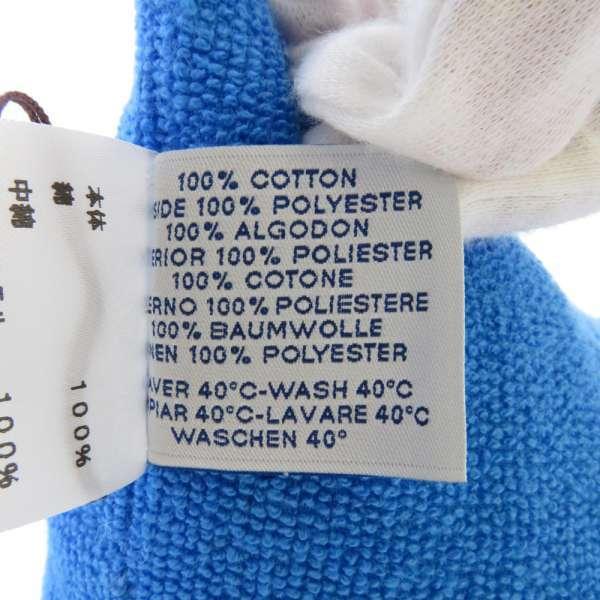 100% COTTON
SIDE 100% POLYESTER
100% ALGODON
ERIOR 100% POLIESTER
100% COTONE
ERNO 100% POLIESTERE
100% BAUMWOLLE
NEN 100% POLYESTER
AVER 40°C-WASH 40°C
PIAR 40°C-LAVARE 40°C
WASCHEN 40°
本体
綿
100%
中綿
100%